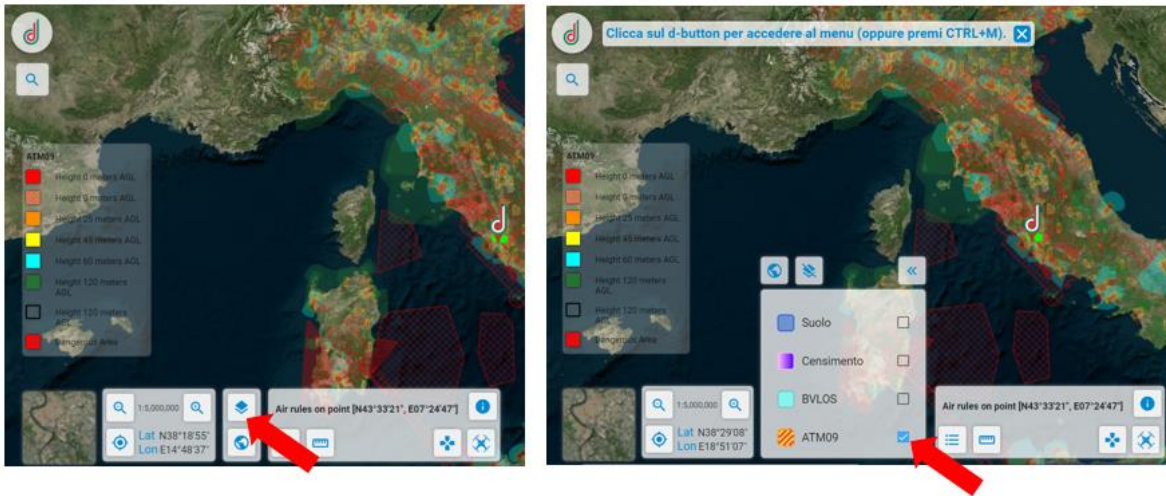 ATM09
Height 0 meters AGL
Height 0 meters AGL
Height 25 meters AGL
Height 45 meters AGL
Height 60 meters AGL
Height 120 meters
AGL
Height 120 meters
AGL
Dangerous Area
1:5,000,000
Lat N38°18'55"
Lon E14°48'37"
Air rules on point [N43°33'21", E07°24'47"]
Clicca sul d-button per accedere al menu (oppure premi CTRL+M).
ATM09
Height 0 meters AGL
Height 0 meters AGL
Height 25 meters AGL
Height 45 meters AGL
Height 60 meters AGL
Height 120 meters
AGL
Height 120 meters
AGL
Dangerous Area
Suolo
Censimento
BVLOS
ATM09
1:5,000,000
Lat N38°29'08"
Lon E18°51'07"
Air rules on point [N43°33'21", E07°24'47"]